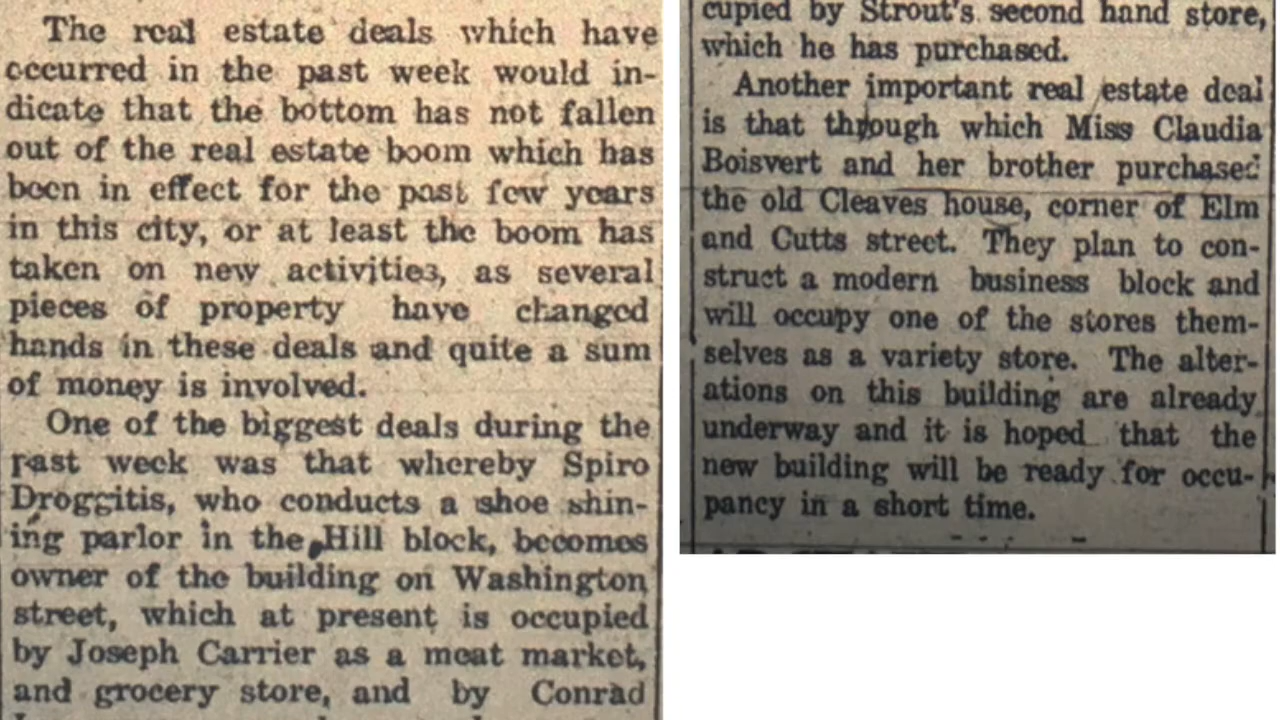 The real estate deals which have
occurred in the past week would in-
dicate that the bottom has not fallen
out of the real estate boom which has
been in effect for the past few years
in this city, or at least the boom has
taken on new activities, as several
pieces of property have changed
hands in these deals and quite a sum
of money is involved.
One of the biggest deals during the
past week was that whereby Spiro
Droggitis, who conducts a shoe shin-
ing parlor in the Hill block, becomes
owner of the building on Washington
street, which at present is occupied
by Joseph Carrier as a meat market,
and grocery store, and by Conrad
cupied by Strout's second hand store,
which he has purchased.
Another important real estate deal
is that through which Miss Claudia
Boisvert and her brother purchased
the old Cleaves house, corner of Elm
and Cutts street. They plan to con-
struct a modern business block and
will occupy one of the stores them-
selves as a variety store. The alter-
ations on this building are already
underway and it is hoped that the
new building will be ready for occu-
pancy in a short time.